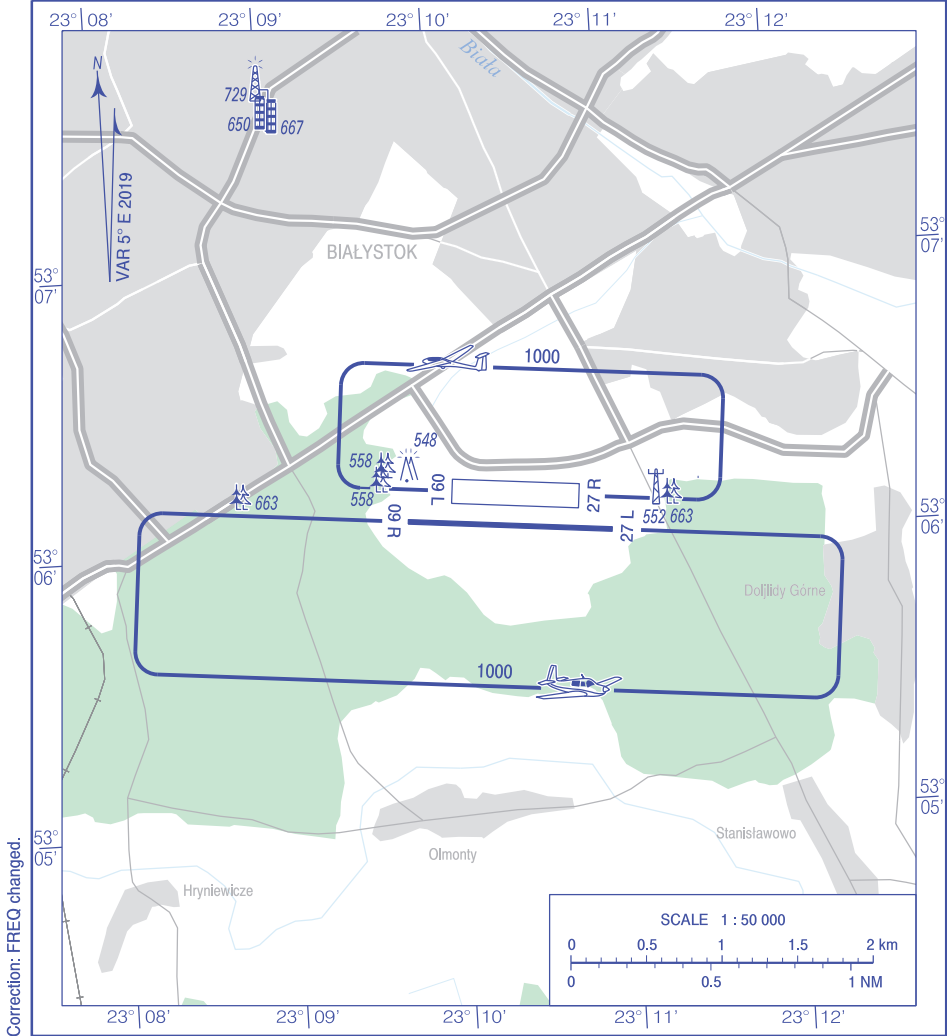 23° 08'
23° 09'
23° 10'
23° 11'
23° 12'
Biała
N
VAR 5° E 2019
729
650
667
53°
07'
53°
07'
BIAŁYSTOK
1000
548
558
558
663
09 L
27 R
552
663
09 R
27 L
53°
06'
53°
06'
Dojlidy Górne
1000
53°
05'
53°
05'
Stanisławowo
Olmonty
Hryniewicze
SCALE 1 : 50 000
0 0.5 1 1.5 2 km
0 0.5 1 NM
23° 08'
23° 09'
23° 10'
23° 11'
23° 12'
Correction: FREQ changed.